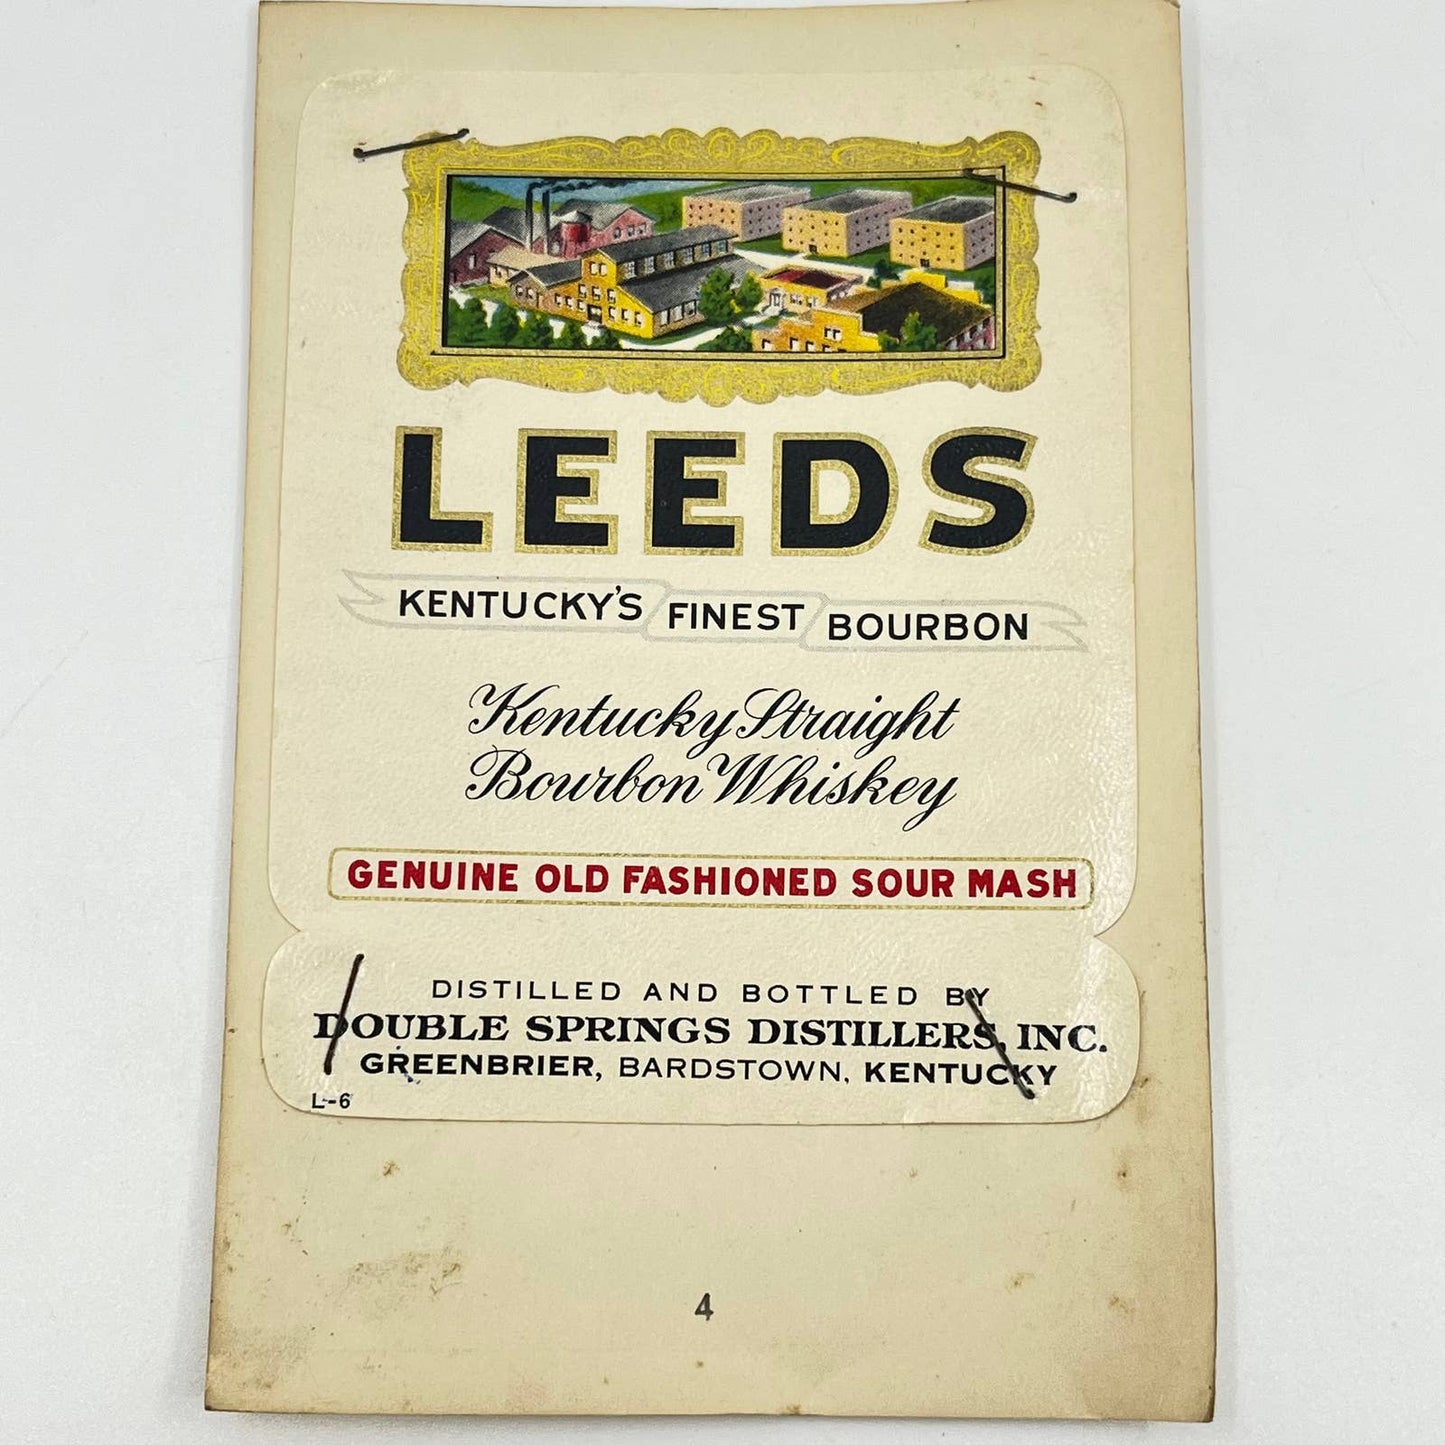 LEEDS
KENTUCKY'S FINEST BOURBON
Kentucky Straight
Bourbon Whiskey
GENUINE OLD FASHIONED SOUR MASH
DISTILLED AND BOTTLED BY
DOUBLE SPRINGS DISTILLERS, INC.
GREENBRIER, BARDSTOWN, KENTUCKY
L-6
4